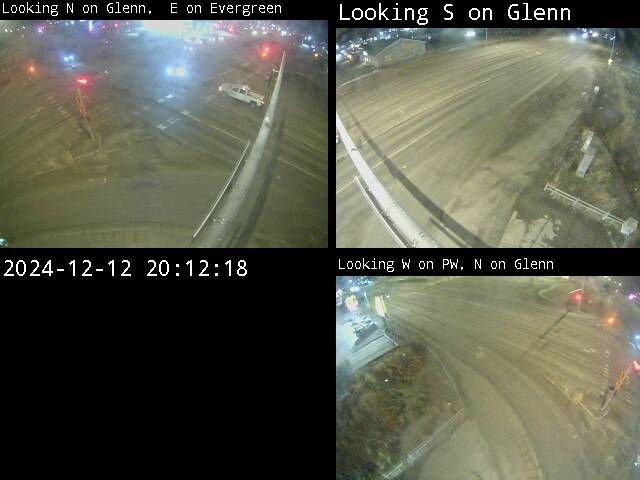 Looking N on Glenn,  E on Evergreen
Looking S on Glenn
2024-12-12 20:12:18
Looking W on PW, N on Glenn